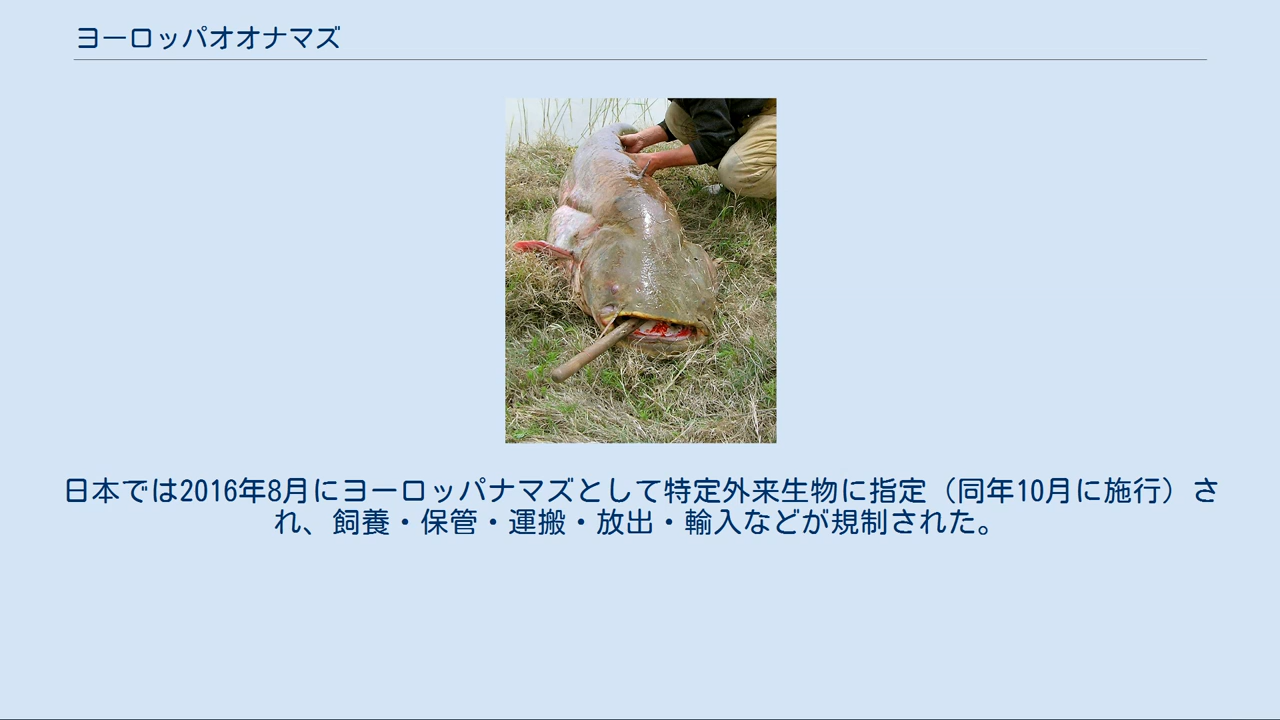 ヨーロッパオオナマズ
日本では2016年8月にヨーロッパナマズとして特定外来生物に指定（同年10月に施行）さ
れ、飼養・保管・運搬・放出・輸入などが規制された。